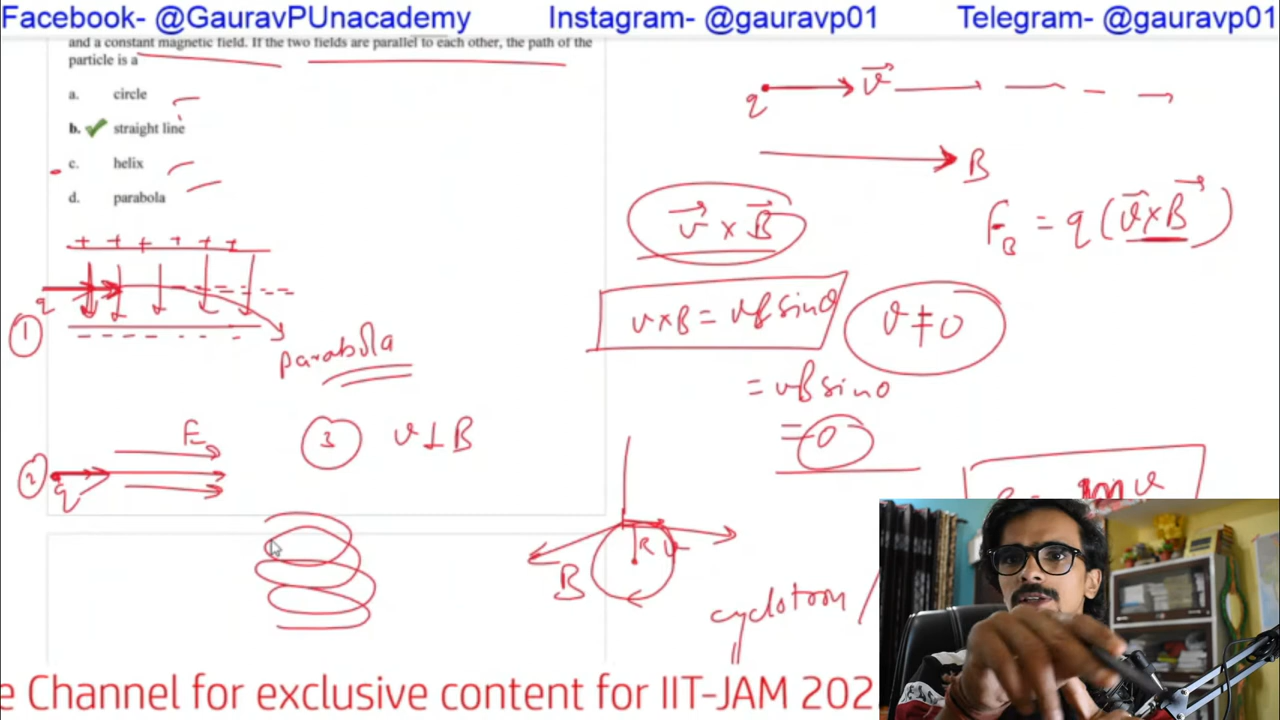 Facebook- @GauravPUnacademy Instagram- @gauravp01 Telegram- @gauravp01
and a constant magnetic field. If the two fields are parallel to each other, the path of the
particle is a
a. circle
b. straight line
c. helix
d. parabola
q v⃗
B
v⃗ × B⃗
F_B = q (v⃗×B⃗)
+ + + + + +
q
1
- - - - - - -
parabola
v×B = vB sinθ
v ≠ 0
= vB sin0
= 0
E
2
q
3 v ⊥ B
R v
B
mv
cyclotron /
e Channel for exclusive content for IIT-JAM 202